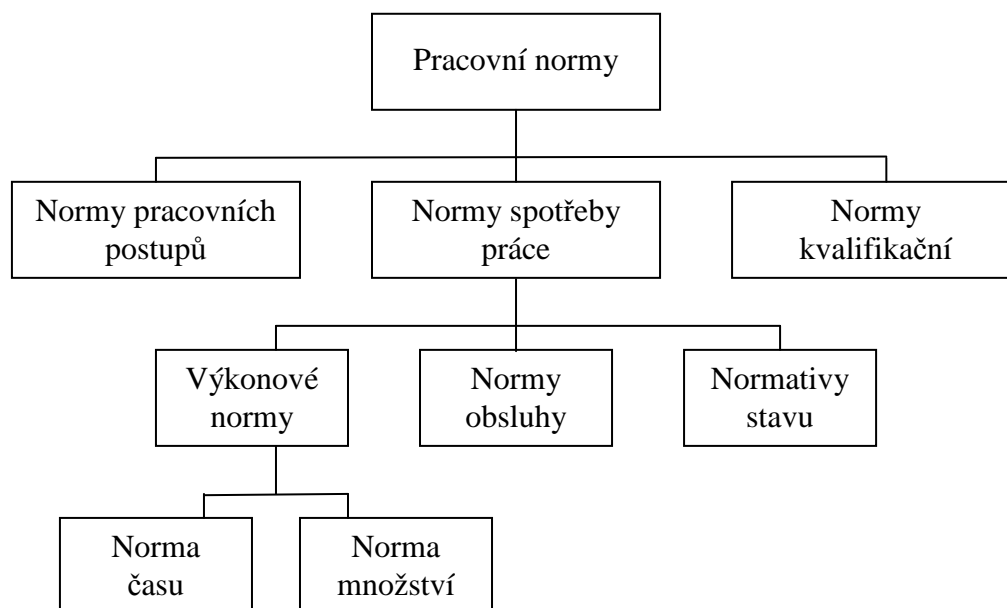 Pracovní normy
Normy pracovních
postupů
Normy spotřeby
práce
Normy
kvalifikační
Výkonové
normy
Normy
obsluhy
Normativy
stavu
Norma
času
Norma
množství